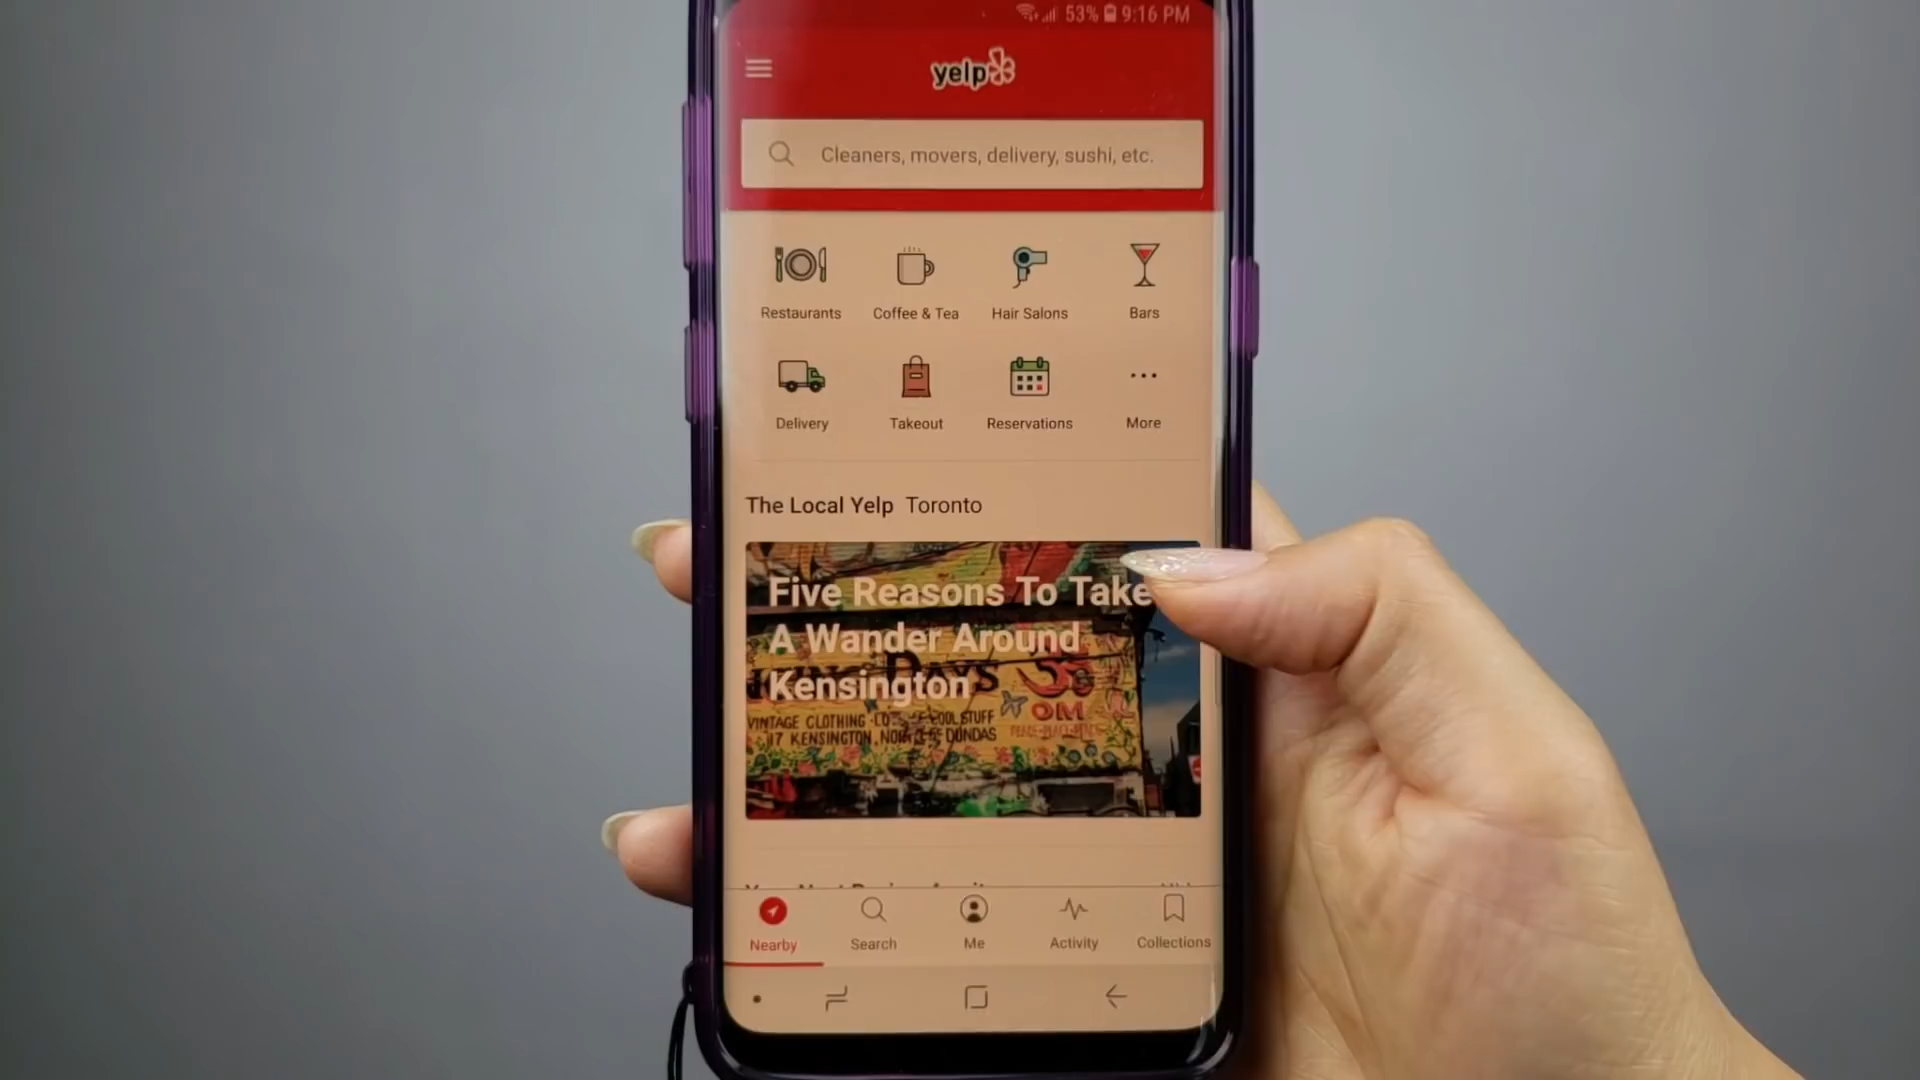 53% 9:16 PM
yelp
Cleaners, movers, delivery, sushi, etc.
Restaurants Coffee & Tea Hair Salons Bars
Delivery Takeout Reservations More
The Local Yelp Toronto
Five Reasons To Take
A Wander Around
Kensington
DAYS
OM
VINTAGE CLOTHING COOL STUFF
KENSINGTON, DUNDAS
Nearby Search Me Activity Collections